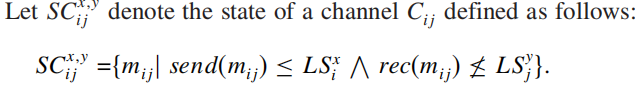 Let SC_{ij}^{x,y} denote the state of a channel C_{ij} defined as follows:
SC_{ij}^{x,y} ={m_{ij}| send(m_{ij}) ≤ LS_i^x ⋀ rec(m_{ij}) ≰ LS_j^y}.